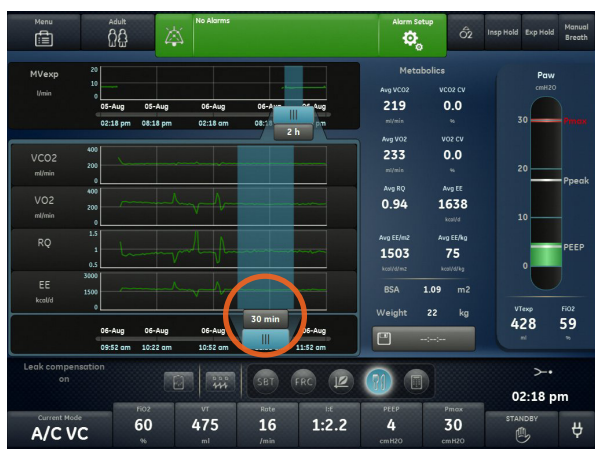 Menu
Adult
No Alarms
Alarm Setup
O2
Insp Hold
Exp Hold
Manual Breath
MVexp
l/min
20
10
0
05-Aug 05-Aug 06-Aug 06-Aug 06-Aug
02:18 pm 08:18 pm 02:18 am
2 h
VCO2
ml/min
400
200
0
VO2
ml/min
400
200
0
RQ
1.5
1
0.5
EE
kcal/d
3000
1500
0
30 min
06-Aug 06-Aug 06-Aug 06-Aug
09:52 am 10:22 am 10:52 am 11:52 am
Metabolics
Avg VCO2 VCO2 CV
219 0.0
ml/min %
Avg VO2 VO2 CV
233 0.0
ml/min %
Avg RQ Avg EE
0.94 1638
kcal/d
Avg EE/m2 Avg EE/kg
1503 75
kcal/d/m2 kcal/d/kg
BSA 1.09 m2
Weight 22 kg
--:--
Paw
cmH2O
30 Pmax
20
Ppeak
10
PEEP
0
VTexp FiO2
428 59
ml %
Leak compensation
on
SBT
FRC
02:18 pm
Current Mode
A/C VC
FiO2
60
%
VT
475
ml
Rate
16
/min
I:E
1:2.2
PEEP
4
cmH2O
Pmax
30
cmH2O
STANDBY